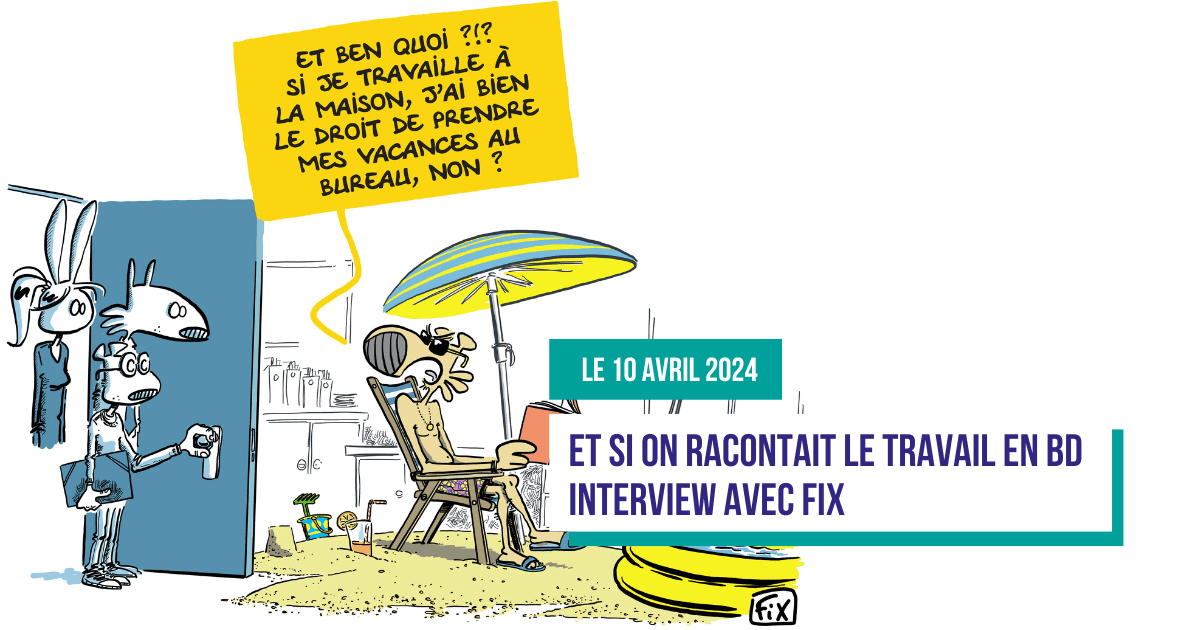 ET BEN QUOI ?!?
SI JE TRAVAILLE À
LA MAISON, J'AI BIEN
LE DROIT DE PRENDRE
MES VACANCES AU
BUREAU, NON ?
LE 10 AVRIL 2024
ET SI ON RACONTAIT LE TRAVAIL EN BD
INTERVIEW AVEC FIX
FiX